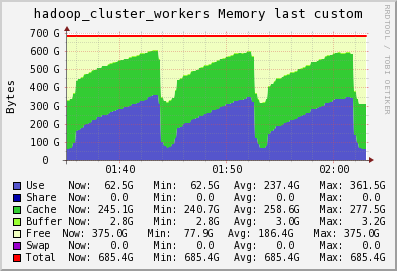 hadoop_cluster_workers Memory last custom
RRDTOOL / TOBI OETIKER
Bytes
700 G
600 G
500 G
400 G
300 G
200 G
100 G
0
01:40 01:50 02:00
Use Now: 62.5G Min: 62.5G Avg: 237.4G Max: 361.5G
Share Now: 0.0 Min: 0.0 Avg: 0.0 Max: 0.0
Cache Now: 245.1G Min: 240.7G Avg: 258.6G Max: 277.5G
Buffer Now: 2.8G Min: 2.8G Avg: 3.0G Max: 3.2G
Free Now: 375.0G Min: 77.9G Avg: 186.4G Max: 375.0G
Swap Now: 0.0 Min: 0.0 Avg: 0.0 Max: 0.0
Total Now: 685.4G Min: 685.4G Avg: 685.4G Max: 685.4G